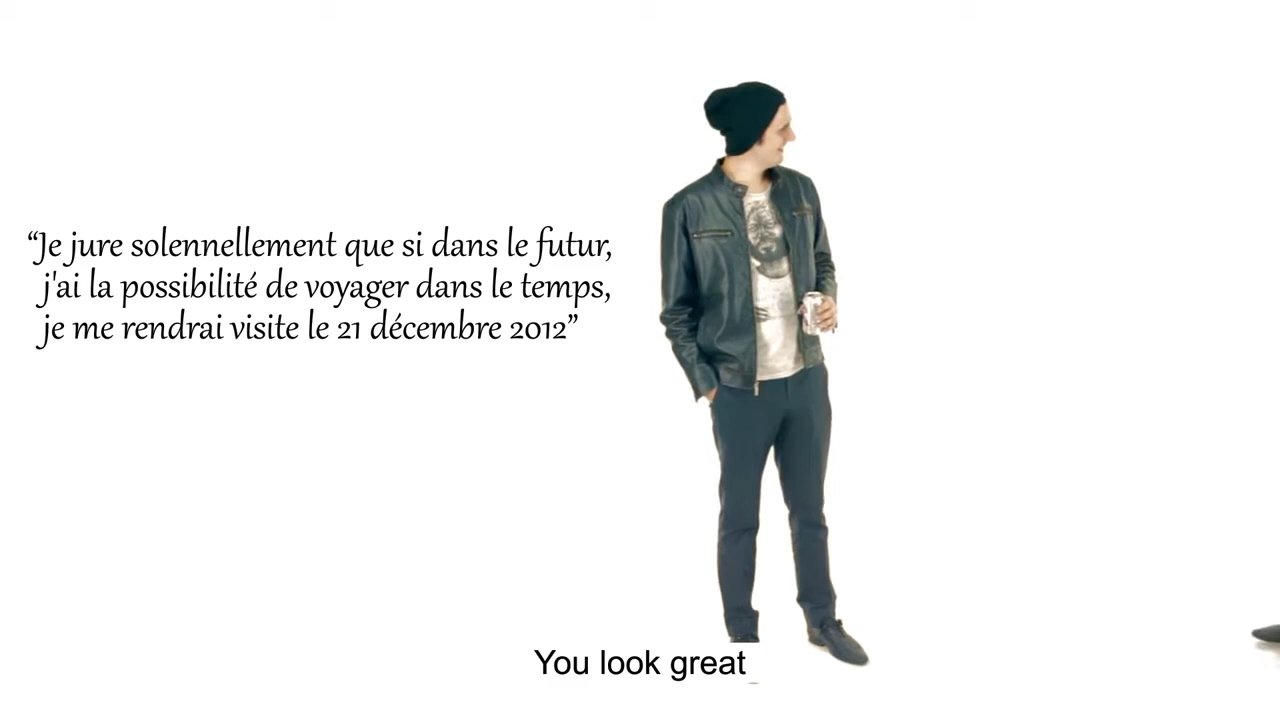 “Je jure solennellement que si dans le futur,
j'ai la possibilité de voyager dans le temps,
je me rendrai visite le 21 décembre 2012”
You look great